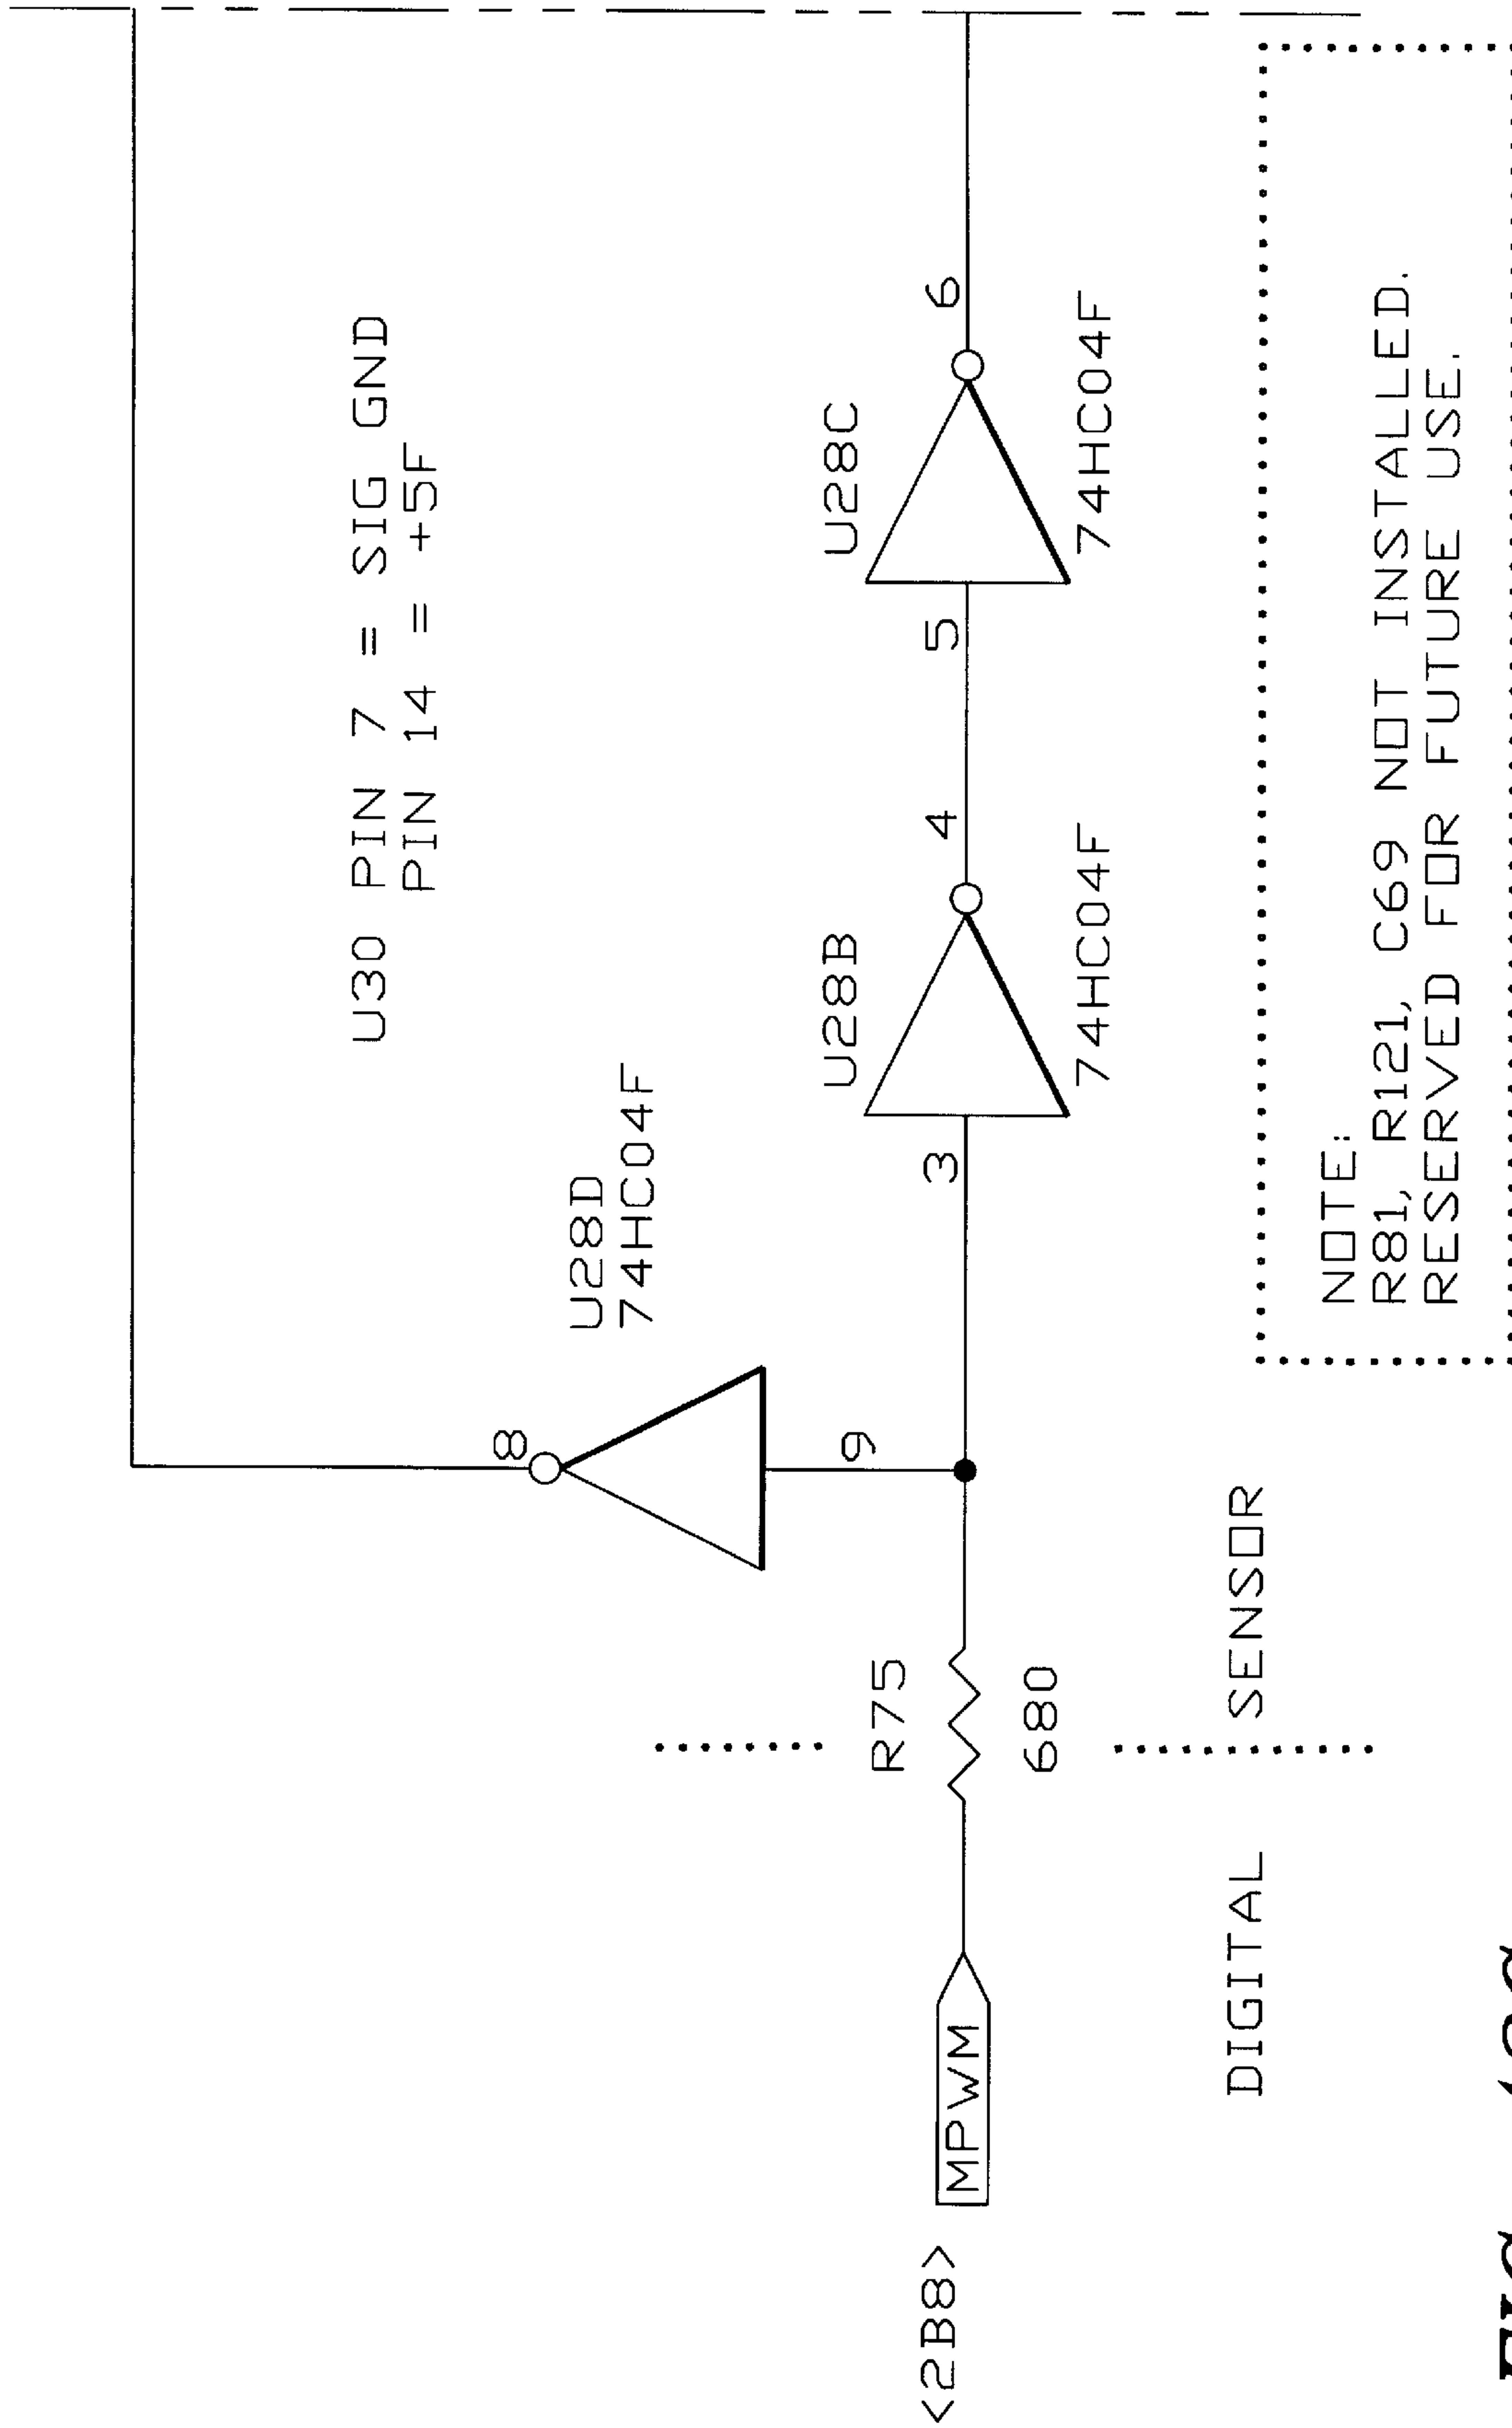 U30 PIN 7 = SIG GND
PIN 14 = +5F
8
U28D
74HC04F
9
<2B8>
MPWM
R75
680
3
U28B
74HC04F
4
5
U28C
74HC04F
6
DIGITAL
SENSOR
NOTE:
R81, R121, C69 NOT INSTALLED.
RESERVED FOR FUTURE USE.